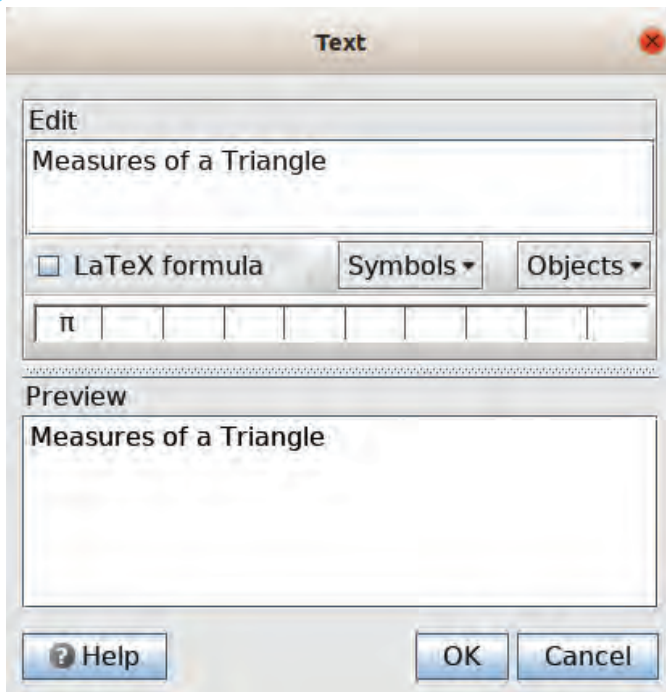 Text
Edit
Measures of a Triangle
LaTeX formula Symbols Objects
π
Preview
Measures of a Triangle
Help OK Cancel